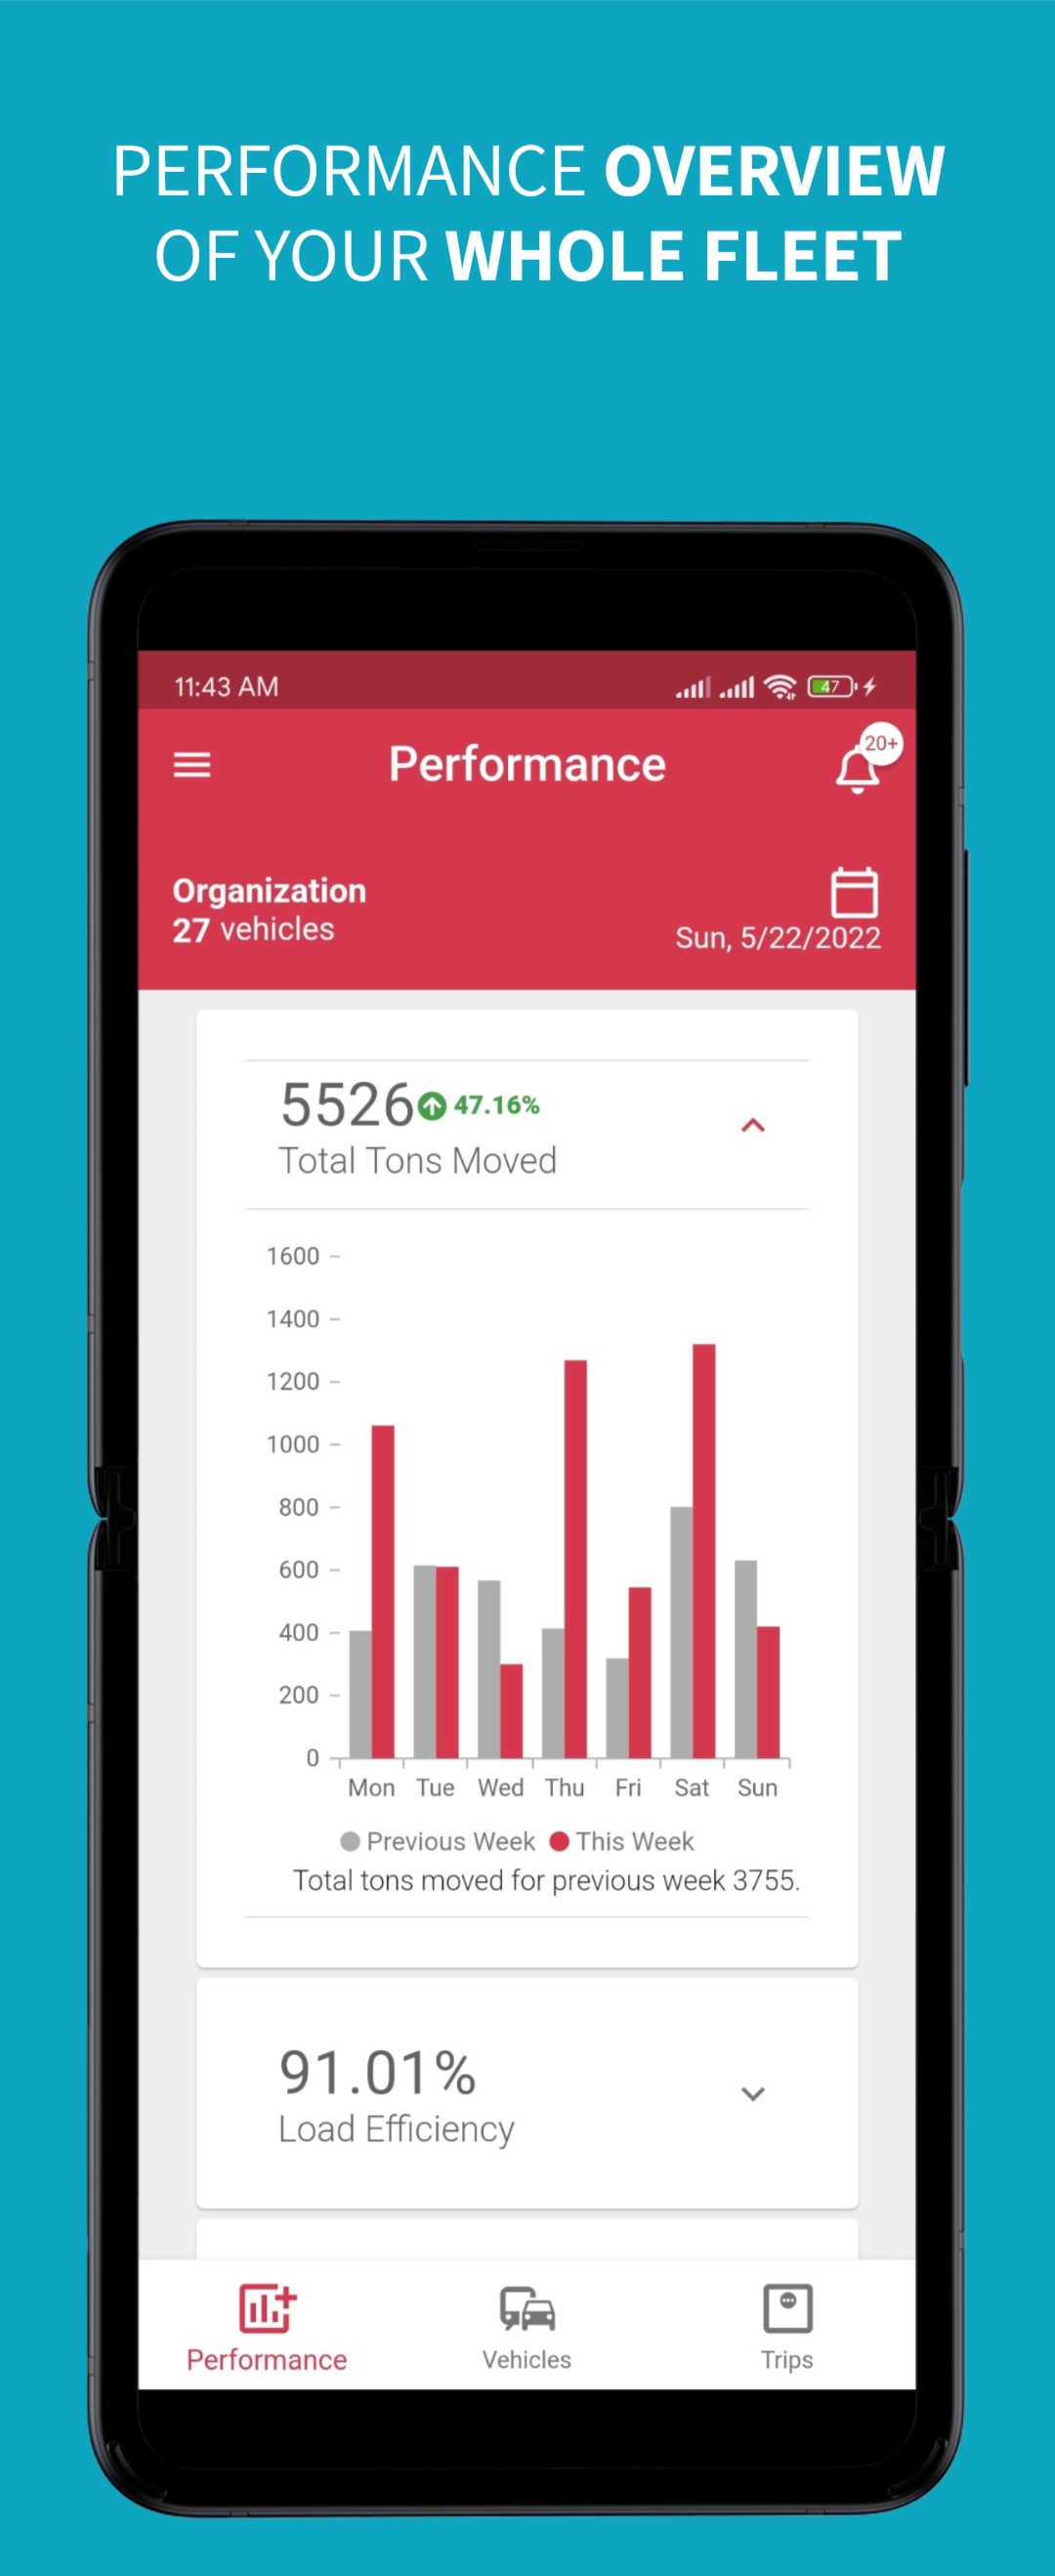 PERFORMANCE OVERVIEW
OF YOUR WHOLE FLEET
11:43 AM
47
Performance
20+
Organization
27 vehicles
Sun, 5/22/2022
5526 47.16%
Total Tons Moved
1600
1400
1200
1000
800
600
400
200
0
Mon Tue Wed Thu Fri Sat Sun
Previous Week This Week
Total tons moved for previous week 3755.
91.01%
Load Efficiency
Performance Vehicles Trips